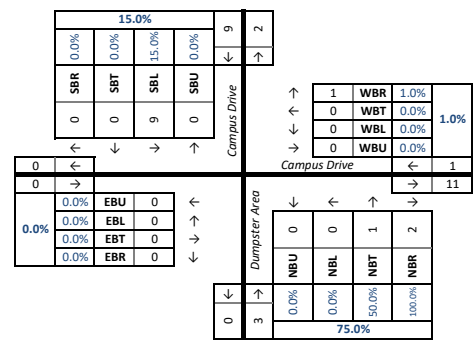 15.0%
0.0% 0.0% 15.0% 0.0%
SBR SBT SBL SBU
0 0 9 0
← ↓ → ↑
9 2
↓ ↑
Campus Drive
↑ 1 WBR 1.0%
← 0 WBT 0.0%
↓ 0 WBL 0.0%
→ 0 WBU 0.0%
1.0%
0 ←
Campus Drive
← 1
0 →
→ 11
0.0%
0.0% EBU 0 ←
0.0% EBL 0 ↑
0.0% EBT 0 →
0.0% EBR 0 ↓
Dumpster Area
↓ ← ↑ →
0 0 1 2
NBU NBL NBT NBR
0.0% 0.0% 50.0% 100.0%
75.0%
↓ ↑
0 3